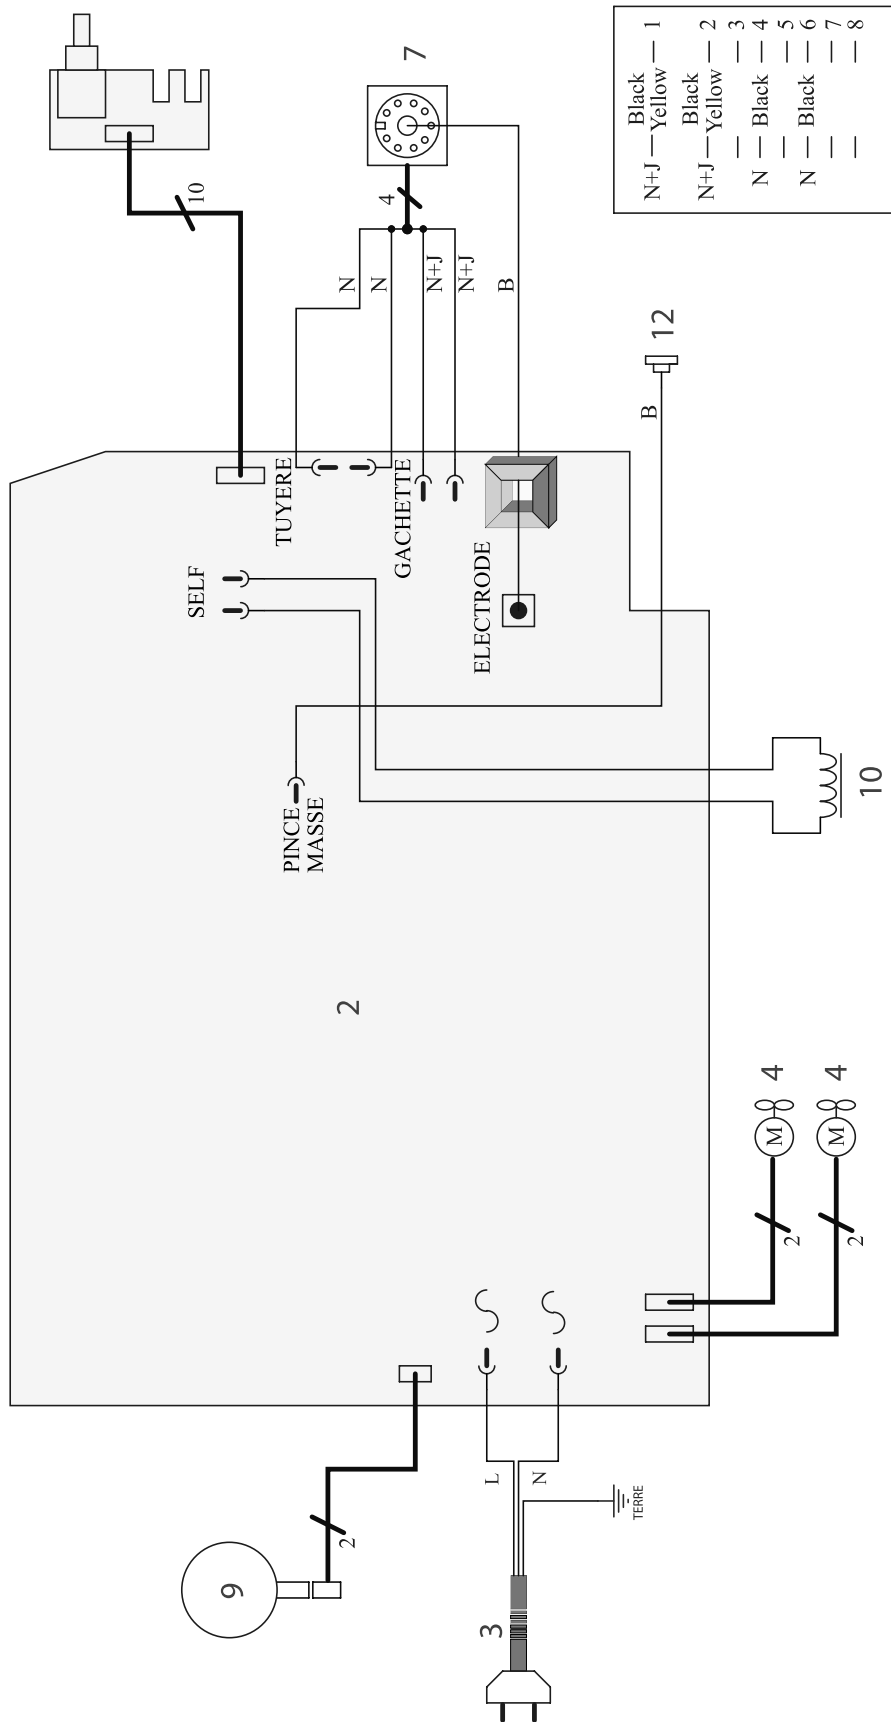 10
SELF
9
TUYERE
PINCE
MASSE
2
2
N
N
4
GACHETTE
7
N+J
N+J
ELECTRODE
3
L
B
N
TERRE
B
12
Black
N+J — Yellow — 1
Black
N+J — Yellow — 2
— — 3
N — Black — 4
— — 5
N — Black — 6
— — 7
— — 8
2
M
4
2
M
4
10